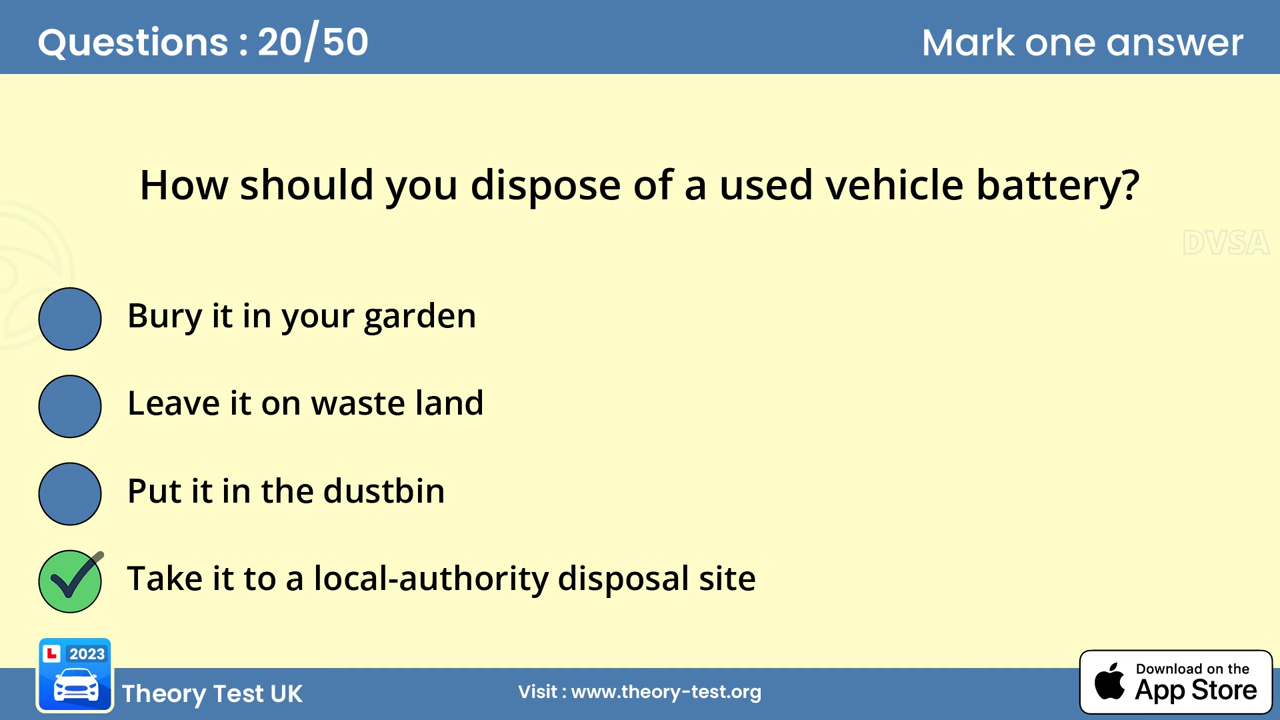 Questions : 20/50
Mark one answer
How should you dispose of a used vehicle battery?
DVSA
Bury it in your garden
Leave it on waste land
Put it in the dustbin
Take it to a local-authority disposal site
L 2023
Theory Test UK
Visit : www.theory-test.org
Download on the
App Store